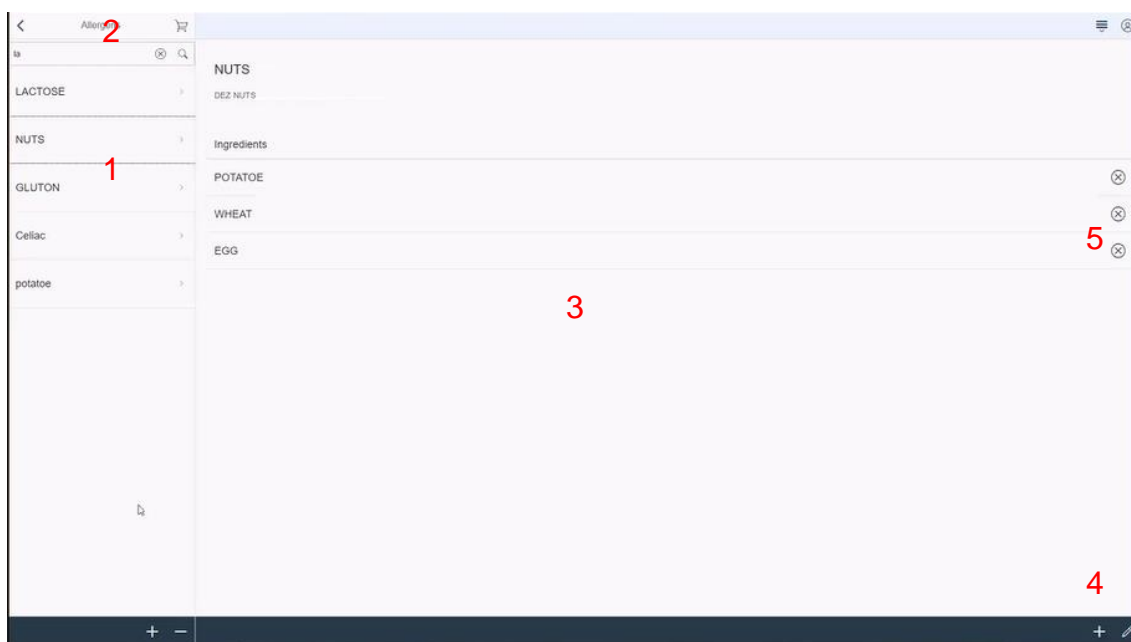 Allergens
2
la
LACTOSE
NUTS
1
GLUTON
Celiac
potatoe
NUTS
DEZ NUTS
Ingredients
POTATOE
WHEAT
5
EGG
3
4